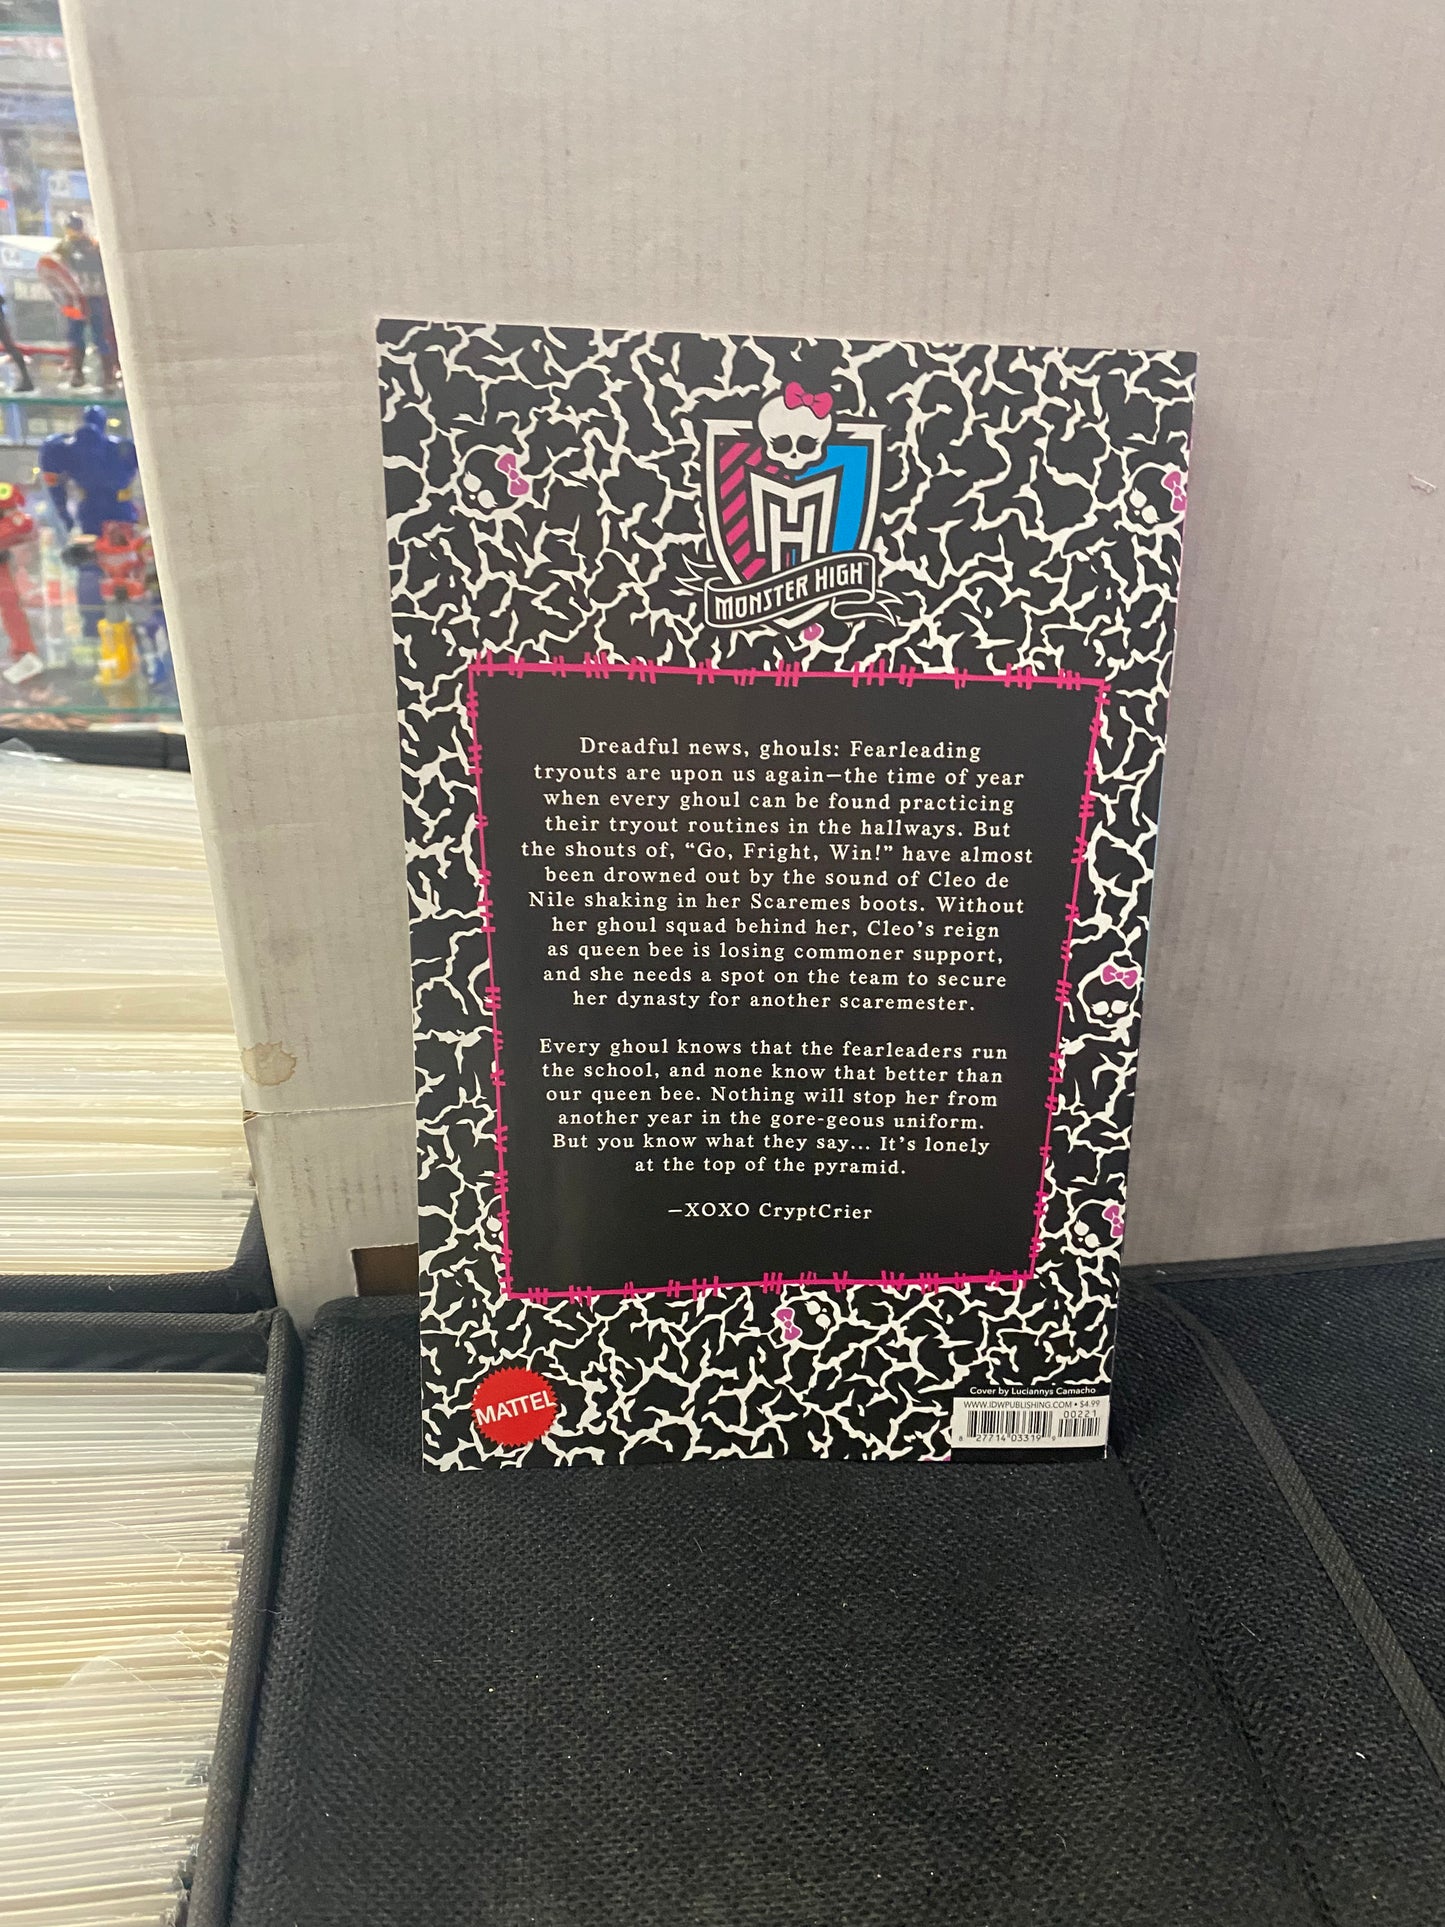 MONSTER HIGH™
Dreadful news, ghouls: Fearleading
tryouts are upon us again—the time of year
when every ghoul can be found practicing
their tryout routines in the hallways. But
the shouts of, “Go, Fright, Win!” have almost
been drowned out by the sound of Cleo de
Nile shaking in her Scaremes boots. Without
her ghoul squad behind her, Cleo’s reign
as queen bee is losing commoner support,
and she needs a spot on the team to secure
her dynasty for another scaremester.
Every ghoul knows that the fearleaders run
the school, and none know that better than
our queen bee. Nothing will stop her from
another year in the gore-geous uniform.
But you know what they say... It’s lonely
at the top of the pyramid.
—XOXO CryptCrier
MATTEL
Cover by Luciannys Camacho
WWW.IDWPUBLISHING.COM • $4.99
00221
8 27714 03319 9